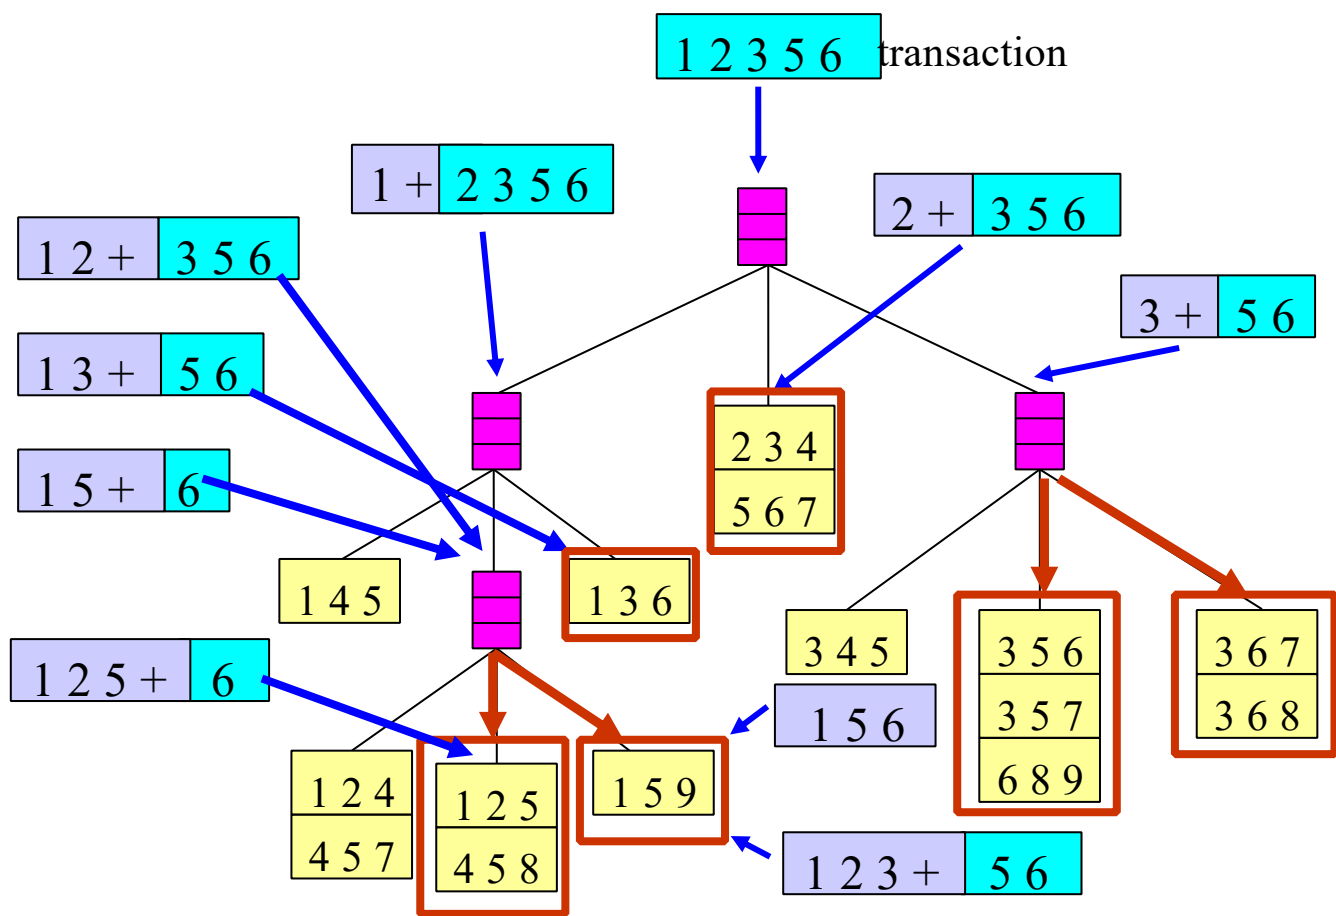 1 2 3 5 6 transaction
1 + 2 3 5 6
2 + 3 5 6
1 2 + 3 5 6
3 + 5 6
1 3 + 5 6
2 3 4
5 6 7
1 5 + 6
1 4 5
1 3 6
3 4 5
3 5 6
3 5 7
6 8 9
3 6 7
3 6 8
1 2 5 + 6
1 5 6
1 2 4
4 5 7
1 2 5
4 5 8
1 5 9
1 2 3 + 5 6